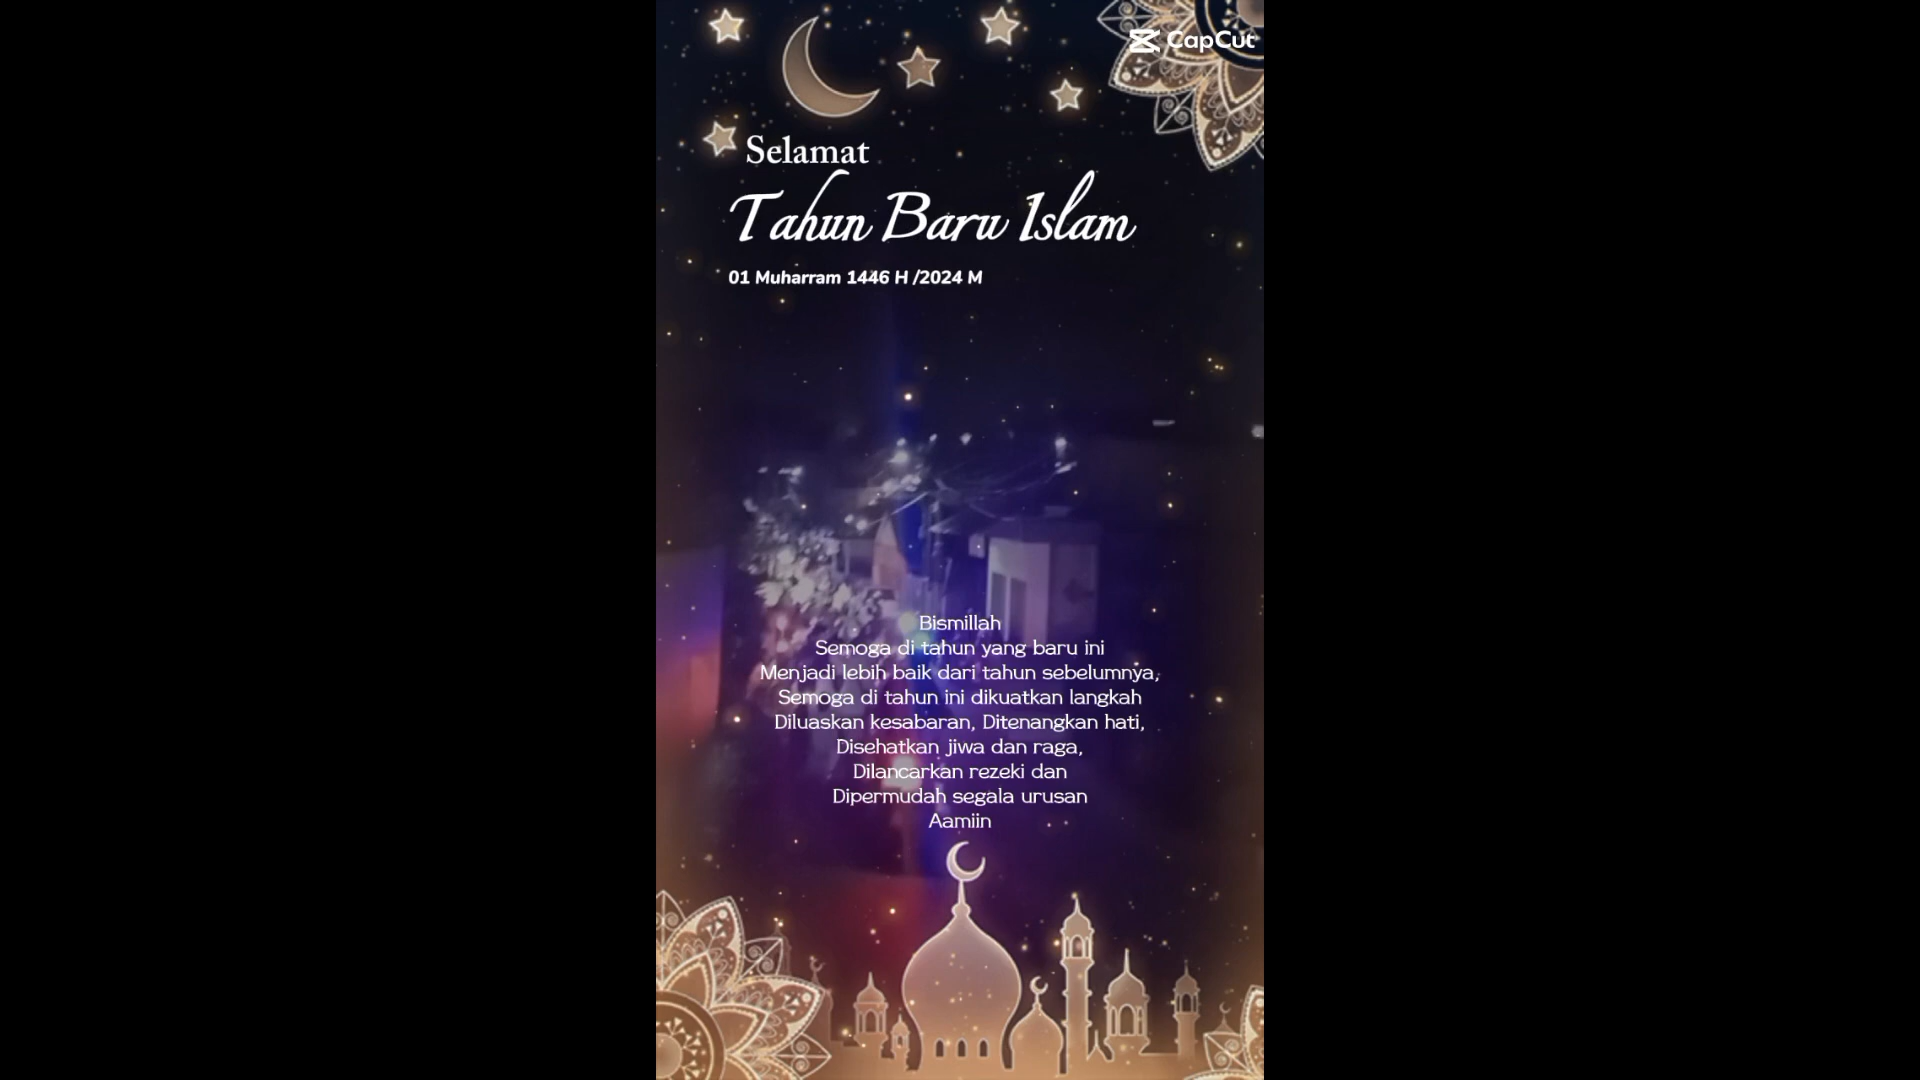 CapCut
Selamat
Tahun Baru Islam
01 Muharram 1446 H /2024 M
Bismillah
Semoga di tahun yang baru ini
Menjadi lebih baik dari tahun sebelumnya,
Semoga di tahun ini dikuatkan langkah
Diluaskan kesabaran, Ditenangkan hati,
Disehatkan jiwa dan raga,
Dilancarkan rezeki dan
Dipermudah segala urusan
Aamiin